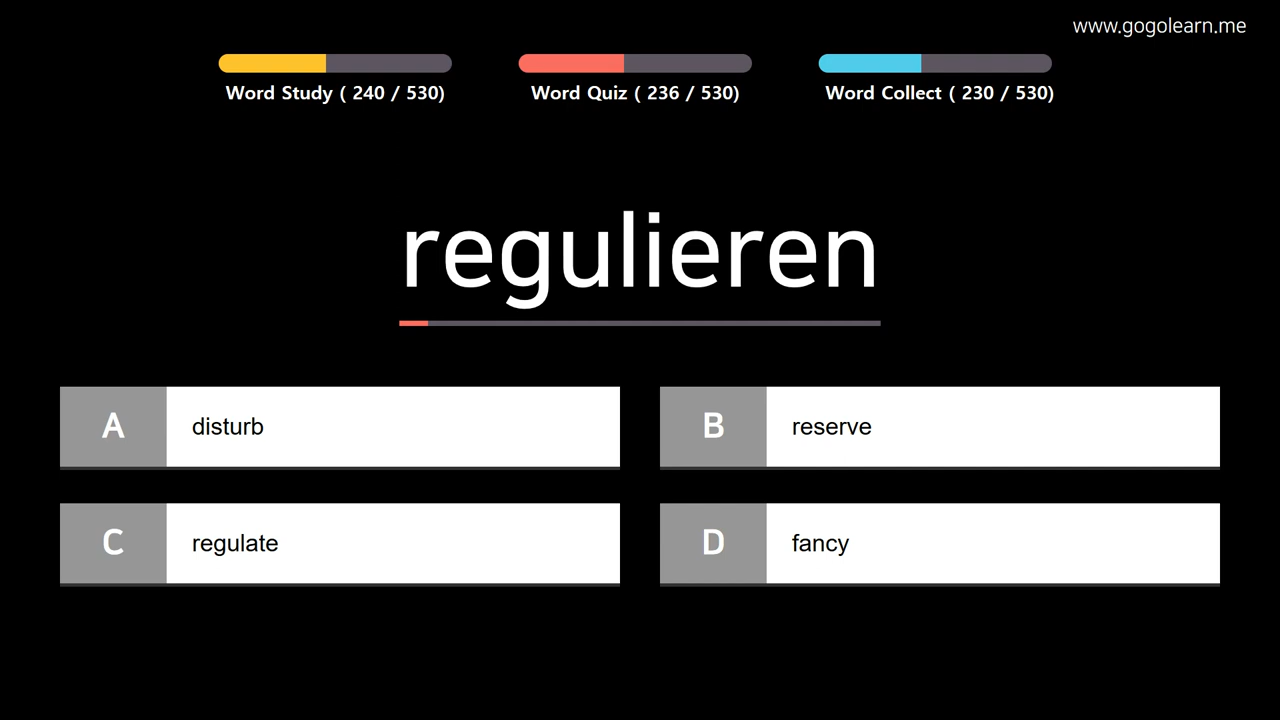 www.gogolearn.me
Word Study ( 240 / 530)
Word Quiz ( 236 / 530)
Word Collect ( 230 / 530)
regulieren
A disturb
B reserve
C regulate
D fancy